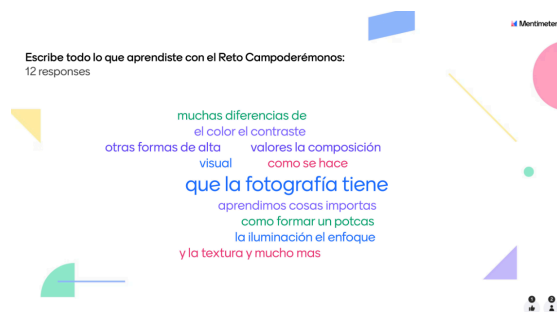 Mentimeter
Escribe todo lo que aprendiste con el Reto Campoderémonos:
12 responses
muchas diferencias de
el color el contraste
otras formas de alta valores la composición
visual como se hace
que la fotografía tiene
aprendimos cosas importas
como formar un potcas
la iluminación el enfoque
y la textura y mucho mas
1 2